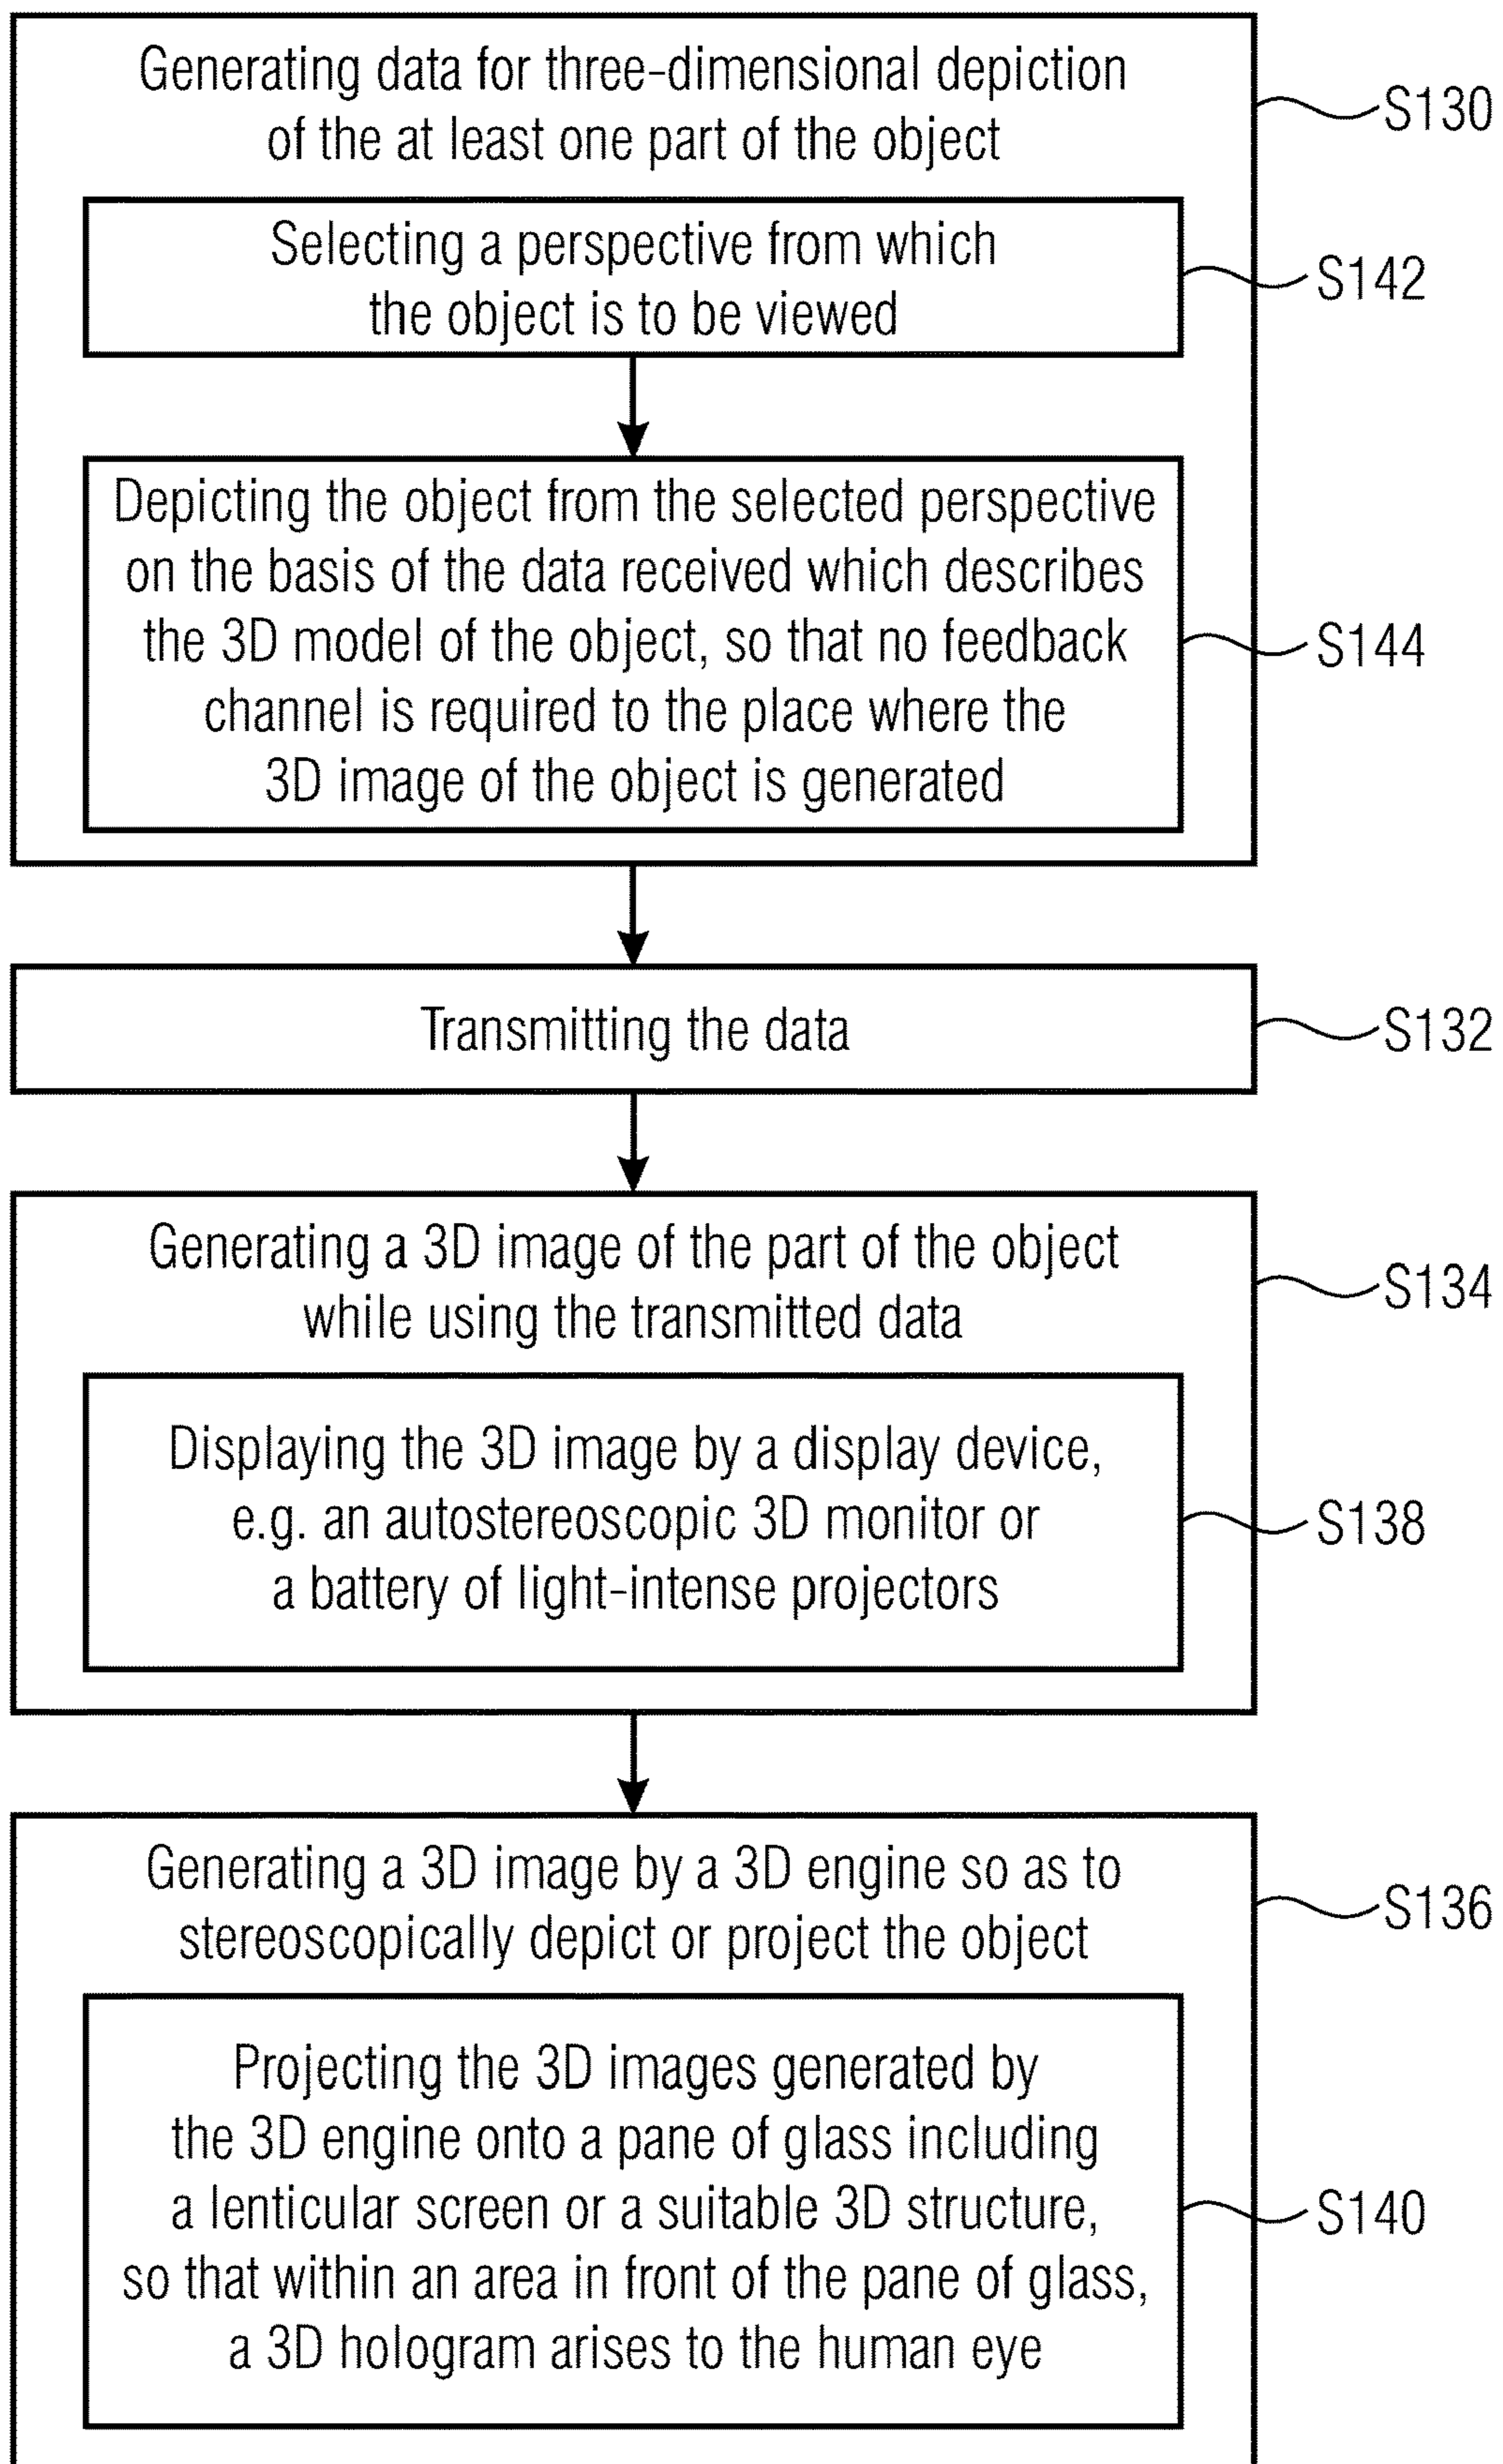 Generating data for three-dimensional depiction
of the at least one part of the object
S130
Selecting a perspective from which
the object is to be viewed
S142
Depicting the object from the selected perspective
on the basis of the data received which describes
the 3D model of the object, so that no feedback
channel is required to the place where the
3D image of the object is generated
S144
Transmitting the data
S132
Generating a 3D image of the part of the object
while using the transmitted data
S134
Displaying the 3D image by a display device,
e.g. an autostereoscopic 3D monitor or
a battery of light-intense projectors
S138
Generating a 3D image by a 3D engine so as to
stereoscopically depict or project the object
S136
Projecting the 3D images generated by
the 3D engine onto a pane of glass including
a lenticular screen or a suitable 3D structure,
so that within an area in front of the pane of glass,
a 3D hologram arises to the human eye
S140